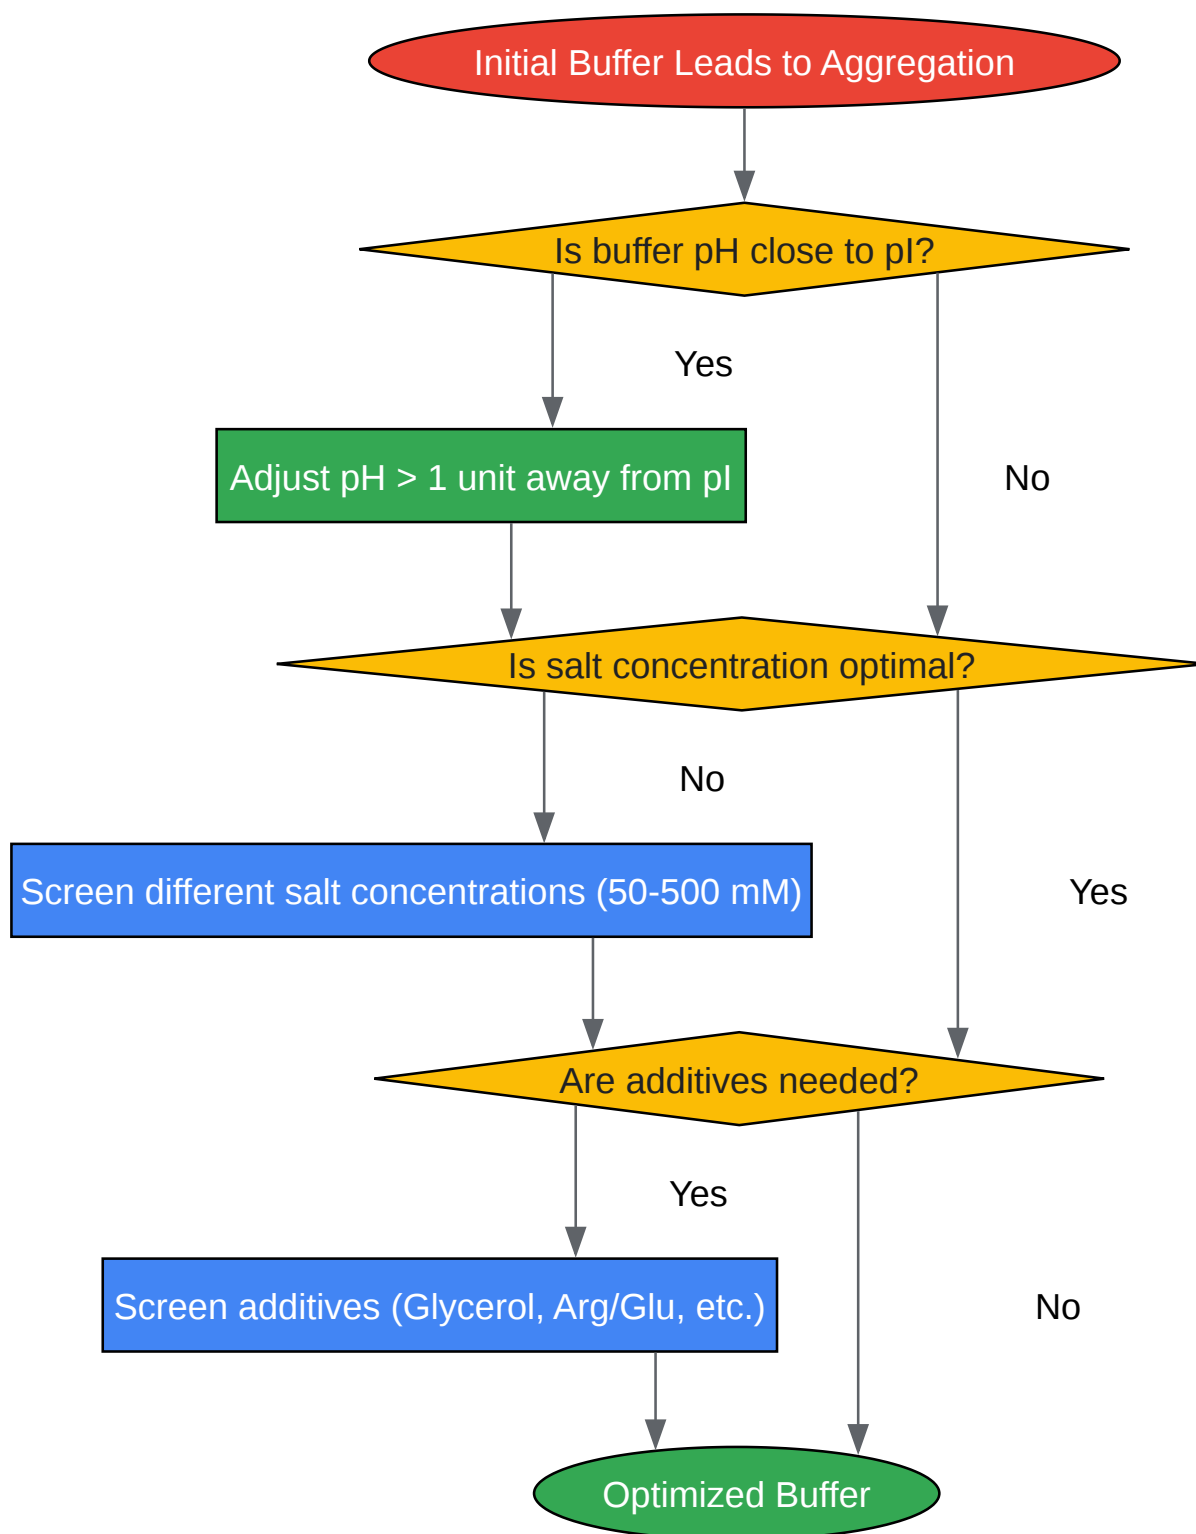 Initial Buffer Leads to Aggregation
Is buffer pH close to pI?
Yes
Adjust pH > 1 unit away from pI
No
Is salt concentration optimal?
No
Screen different salt concentrations (50-500 mM)
Yes
Are additives needed?
Yes
Screen additives (Glycerol, Arg/Glu, etc.)
No
Optimized Buffer